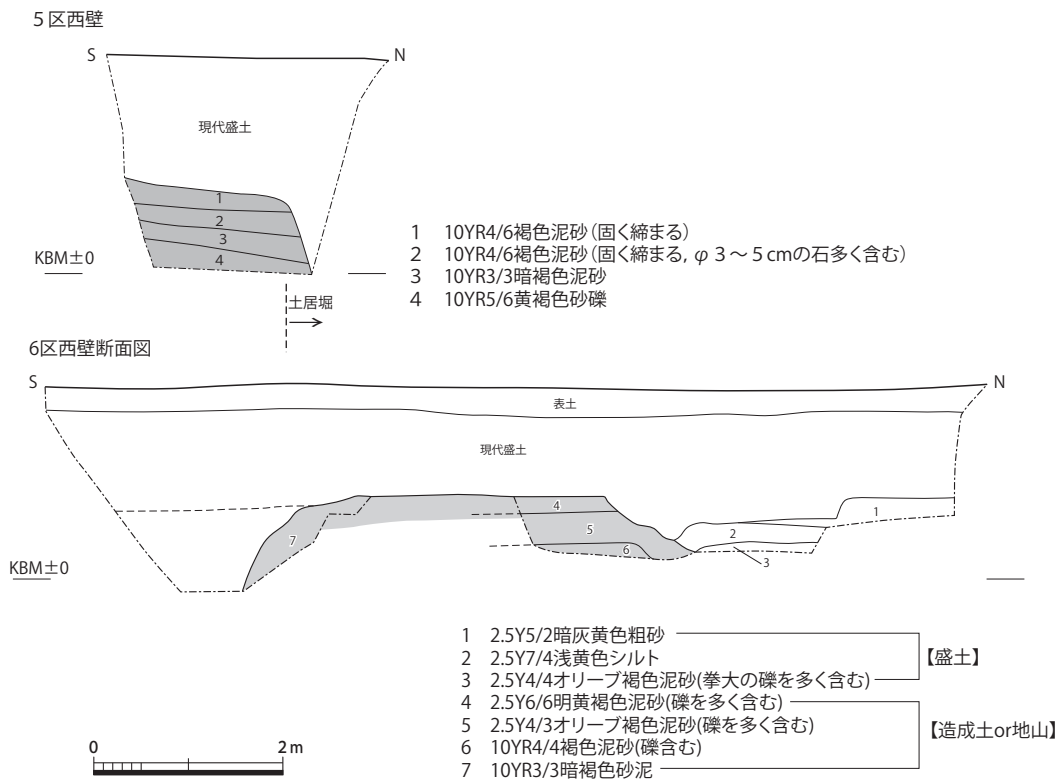 5区西壁
S
N
現代盛土
1
2
3
4
KBM±0
土居堀
1 10YR4/6褐色泥砂(固く締まる)
2 10YR4/6褐色泥砂(固く締まる, φ3～5cmの石多く含む)
3 10YR3/3暗褐色泥砂
4 10YR5/6黄褐色砂礫
6区西壁断面図
S
N
表土
現代盛土
4
5
6
7
1
2
3
KBM±0
1 2.5Y5/2暗灰黄色粗砂
2 2.5Y7/4浅黄色シルト
3 2.5Y4/4オリーブ褐色泥砂(拳大の礫を多く含む)
【盛土】
4 2.5Y6/6明黄褐色泥砂(礫を多く含む)
5 2.5Y4/3オリーブ褐色泥砂(礫を多く含む)
6 10YR4/4褐色泥砂(礫含む)
7 10YR3/3暗褐色砂泥
【造成土or地山】
0 2m